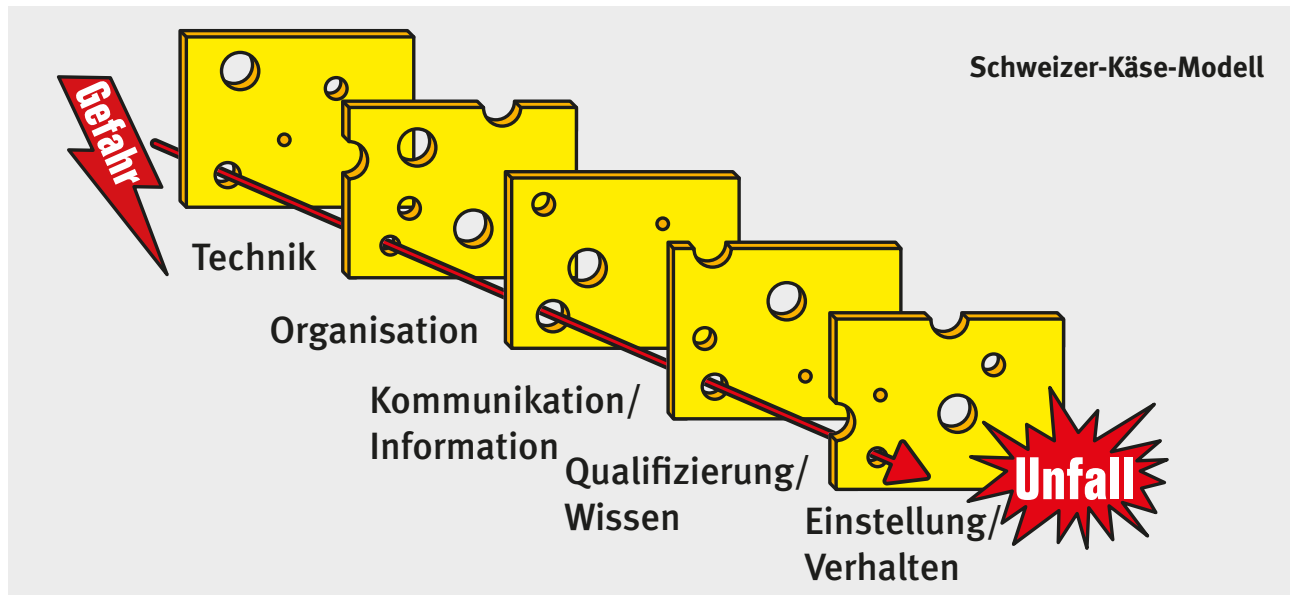 Schweizer-Käse-Modell
Gefahr
Technik
Organisation
Kommunikation/
Information
Qualifizierung/
Wissen
Einstellung/
Verhalten
Unfall